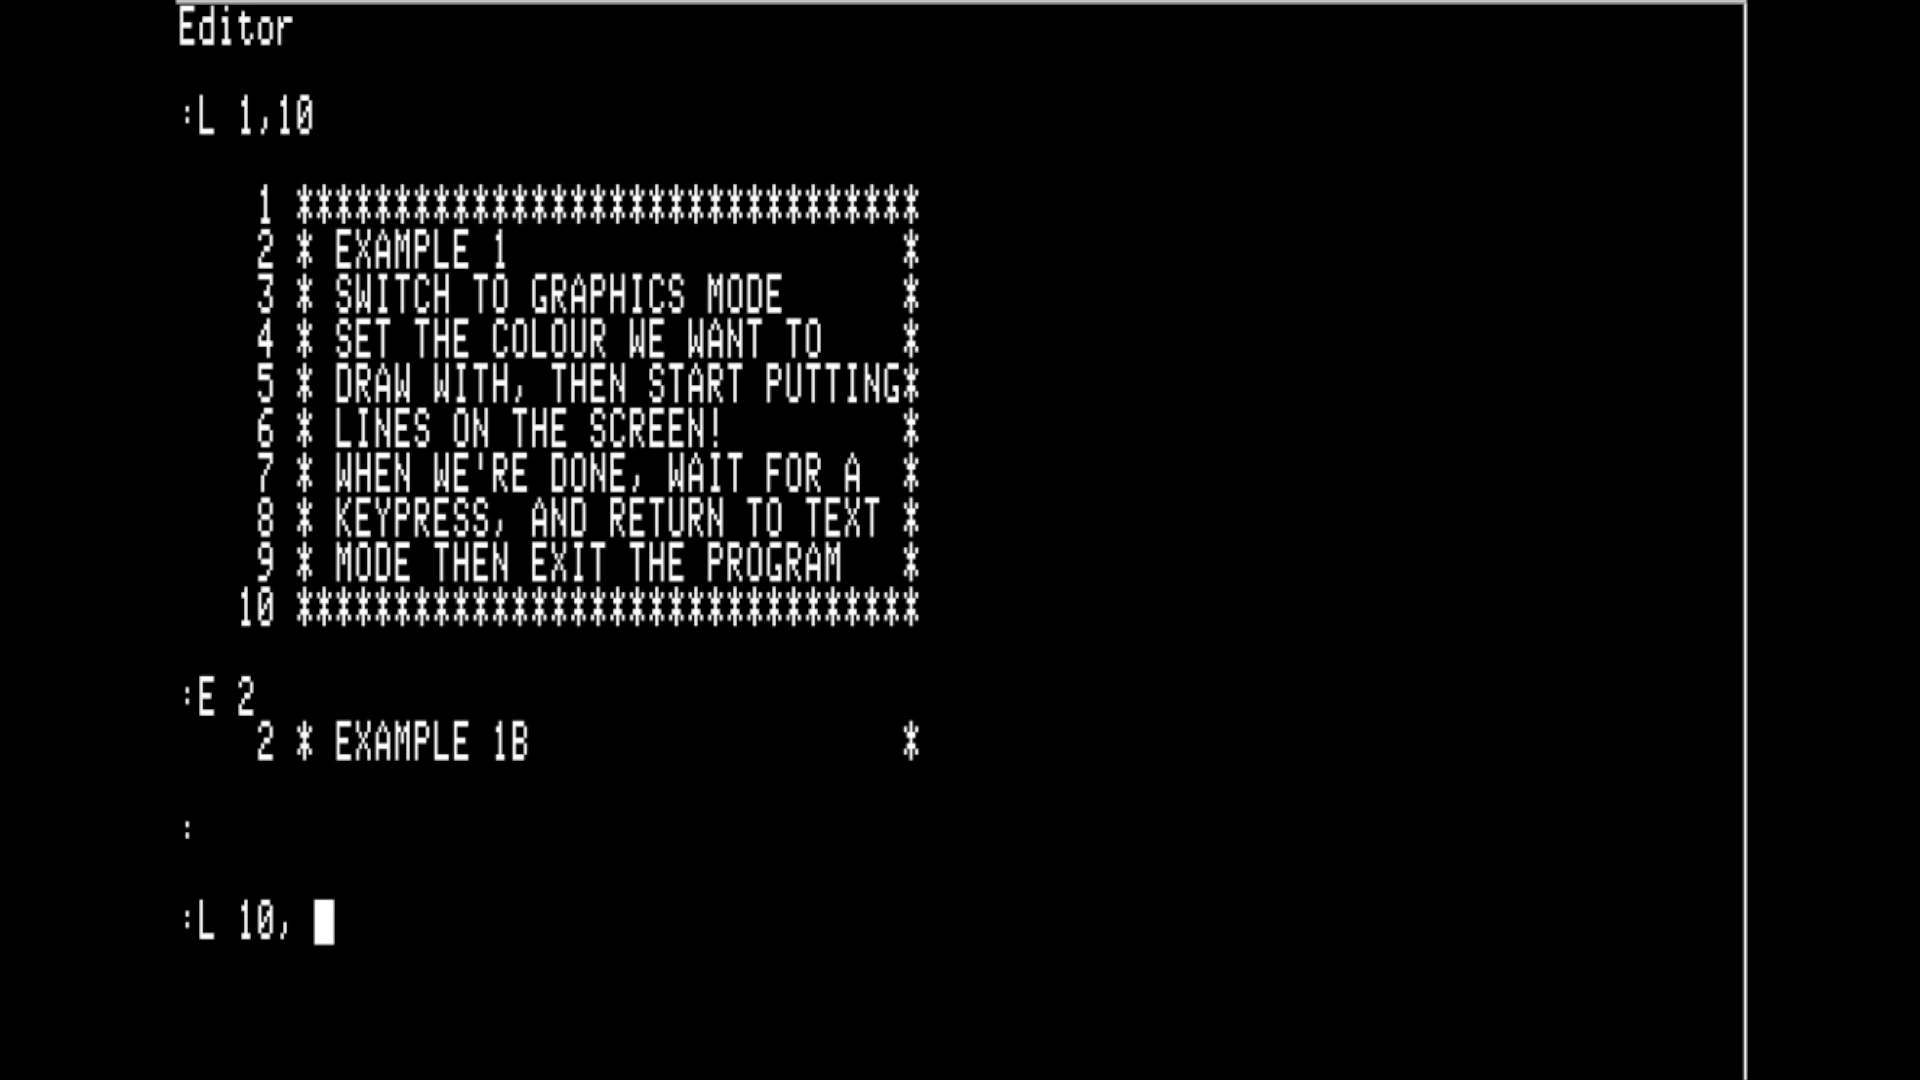 Editor
:L 1,10
1 ********************************
2 * EXAMPLE 1                    *
3 * SWITCH TO GRAPHICS MODE      *
4 * SET THE COLOUR WE WANT TO    *
5 * DRAW WITH, THEN START PUTTING*
6 * LINES ON THE SCREEN!         *
7 * WHEN WE'RE DONE, WAIT FOR A  *
8 * KEYPRESS, AND RETURN TO TEXT *
9 * MODE THEN EXIT THE PROGRAM   *
10 ********************************
:E 2
2 * EXAMPLE 1B                   *
:
:L 10,